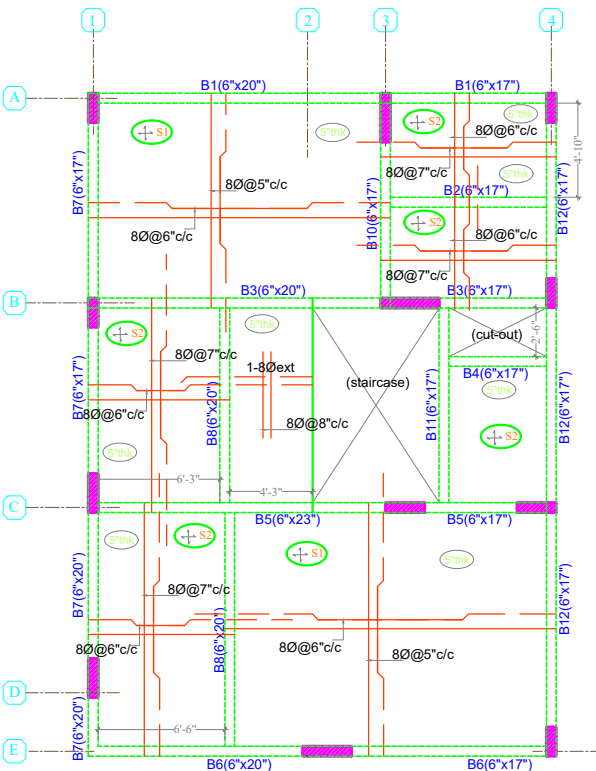 1
2
3
4
A
B1(6"x20")
B1(6"x17")
S1
5"thk
S2
8Ø@6"c/c
5"thk
4'-10"
B7(6"x17")
8Ø@5"c/c
8Ø@7"c/c
5"thk
B2(6"x17")
B10(6"x17")
B12(6"x17")
8Ø@6"c/c
S2
8Ø@6"c/c
8Ø@7"c/c
B
B3(6"x20")
B3(6"x17")
S2
5"thk
(cut-out)
2'-6"
8Ø@7"c/c
1-8Øext
(staircase)
B4(6"x17")
B7(6"x17")
8Ø@6"c/c
B8(6"x20")
8Ø@8"c/c
B11(6"x17")
5"thk
B12(6"x17")
S2
5"thk
6'-3"
4'-3"
C
B5(6"x23")
B5(6"x17")
5"thk
S2
S1
5"thk
B7(6"x20")
8Ø@7"c/c
B12(6"x17")
8Ø@6"c/c
B8(6"x20")
8Ø@6"c/c
8Ø@5"c/c
D
B7(6"x20")
6'-6"
E
B6(6"x20")
B6(6"x17")